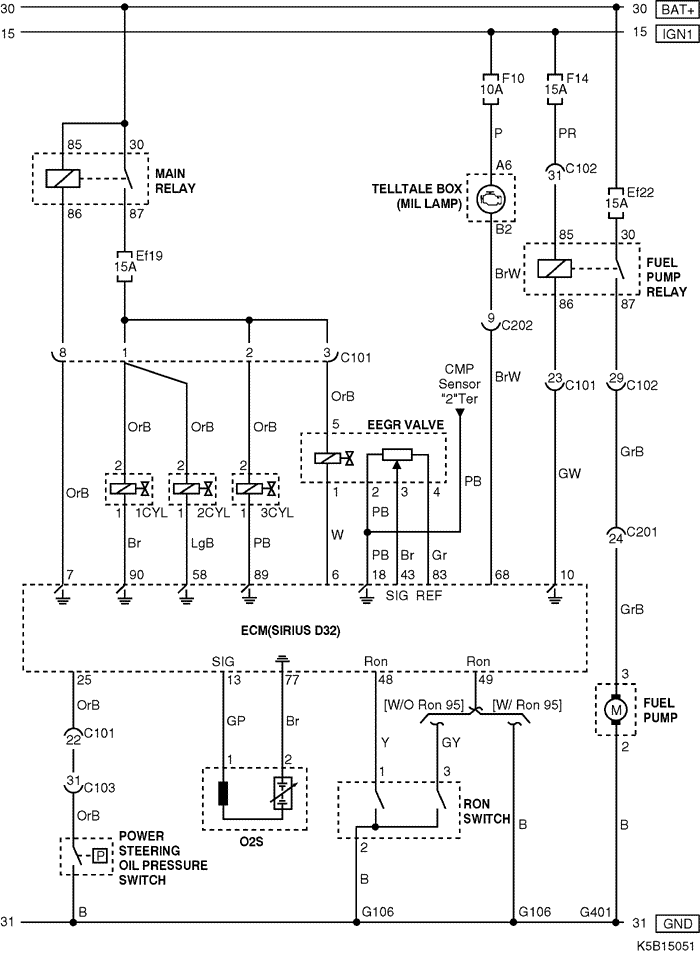 30 30 BAT+
15 15 IGN1
F10
10A
F14
15A
P
PR
85 30
MAIN
RELAY
86 87
A6
TELLTALE BOX
(MIL LAMP)
B2
31 C102
Ef22
15A
85 30
FUEL
PUMP
RELAY
86 87
Ef19
15A
BrW
9 C202
8 1 2 3 C101
CMP
Sensor
"2"Ter
BrW
23 C101
29 C102
OrB
5
EEGR VALVE
OrB OrB OrB
GrB
2 2 2
OrB
1 1CYL 1 2CYL 1 3CYL
1 2 3 4
PB
GW
PB
W
C201
24
Br LgB PB
PB Br Gr
7 90 58 89 6 18 43 83 68 10
SIG REF
GrB
ECM(SIRIUS D32)
SIG Ron Ron
25 13 77 48 49
3
OrB
[W/O Ron 95] [W/ Ron 95]
M
FUEL
PUMP
C101
22
GP Br
Y GY
2
31 C103
1 2
1 3
RON
SWITCH
OrB
O2S
B B
POWER
STEERING
OIL PRESSURE
SWITCH
P
2
B
31 B G106 G106 G401 31 GND
K5B15051